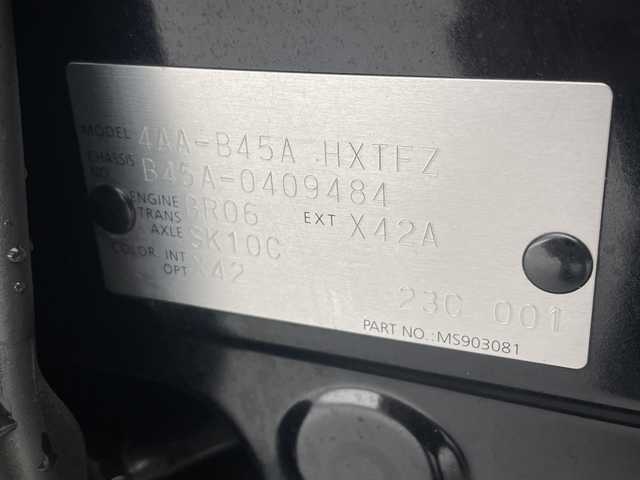 MODEL 4AA-B45A HXTFZ
CHASSIS NO. B45A-0409484
ENGINE BR06 EXT X42A
TRANS AXLE SK10C
COLOR INT X42
OPT
23C 001
PART NO.:MS903081